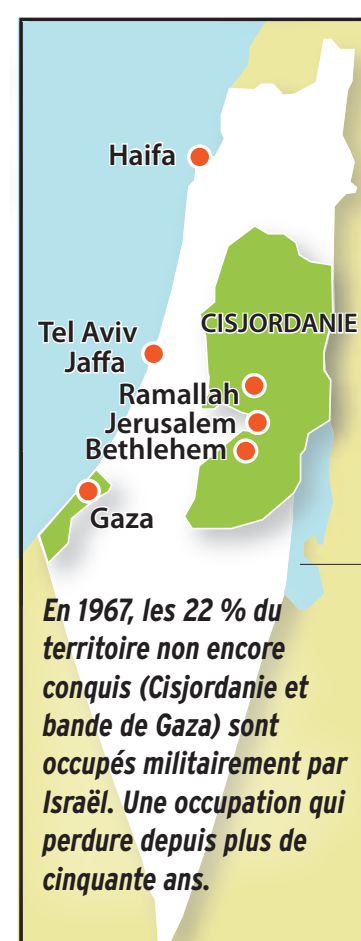 Haifa
CISJORDANIE
Tel Aviv
Jaffa
Ramallah
Jerusalem
Bethlehem
Gaza
En 1967, les 22 % du
territoire non encore
conquis (Cisjordanie et
bande de Gaza) sont
occupés militairement par
Israël. Une occupation qui
perdure depuis plus de
cinquante ans.